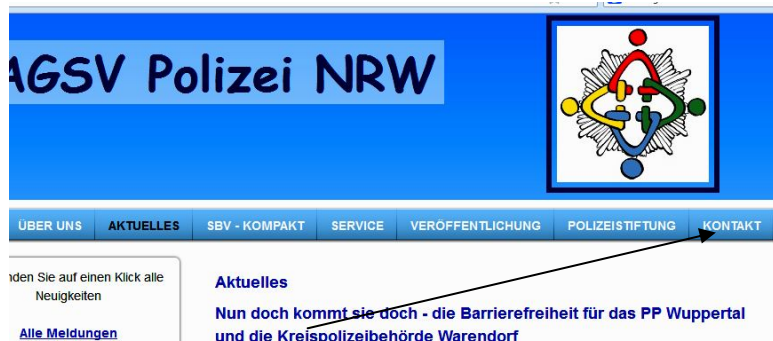 AGSV Polizei NRW
ÜBER UNS AKTUELLES SBV - KOMPAKT SERVICE VERÖFFENTLICHUNG POLIZEISTIFTUNG KONTAKT
Sie auf einen Klick alle
Neuigkeiten
Alle Meldungen
Aktuelles
Nun doch kommt sie doch - die Barrierefreiheit für das PP Wuppertal
und die Kreispolizeibehörde Warendorf